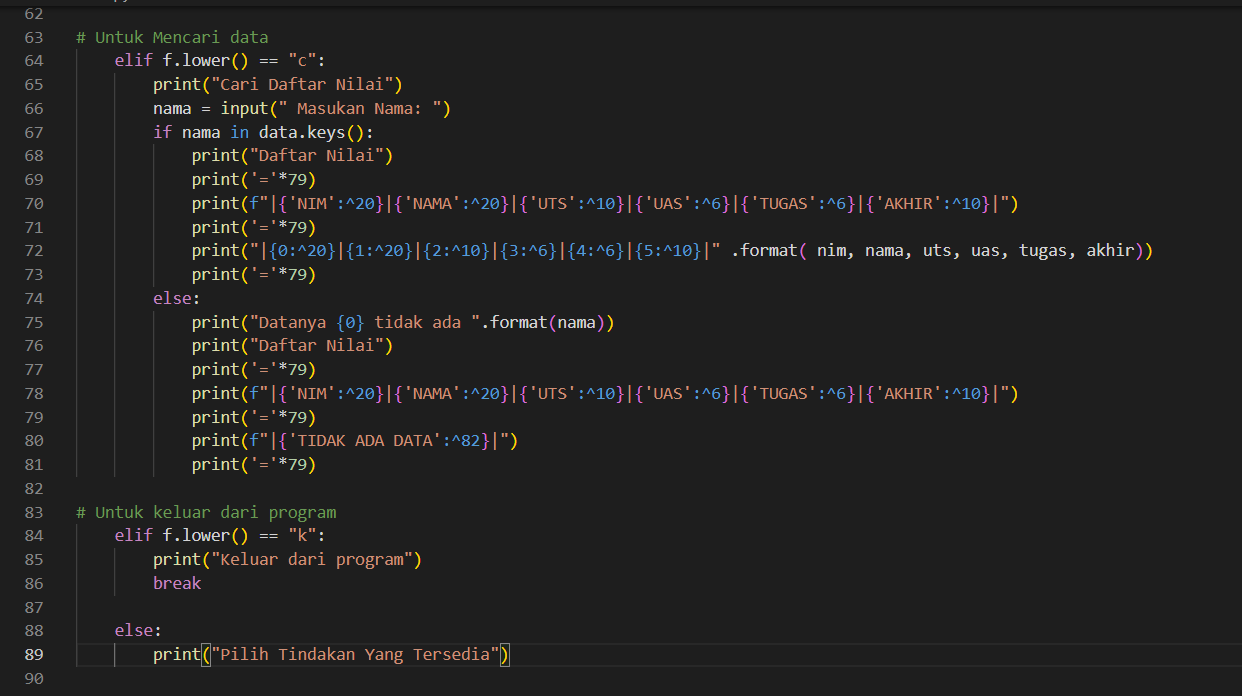 62
63 # Untuk Mencari data
64 elif f.lower() == "c":
65 print("Cari Daftar Nilai")
66 nama = input(" Masukan Nama: ")
67 if nama in data.keys():
68 print("Daftar Nilai")
69 print('='*79)
70 print(f"|{'NIM':^20}|{'NAMA':^20}|{'UTS':^10}|{'UAS':^6}|{'TUGAS':^6}|{'AKHIR':^10}|")
71 print('='*79)
72 print("|{0:^20}|{1:^20}|{2:^10}|{3:^6}|{4:^6}|{5:^10}|" .format( nim, nama, uts, uas, tugas, akhir))
73 print('='*79)
74 else:
75 print("Datanya {0} tidak ada ".format(nama))
76 print("Daftar Nilai")
77 print('='*79)
78 print(f"|{'NIM':^20}|{'NAMA':^20}|{'UTS':^10}|{'UAS':^6}|{'TUGAS':^6}|{'AKHIR':^10}|")
79 print('='*79)
80 print(f"|{'TIDAK ADA DATA':^82}|")
81 print('='*79)
82
83 # Untuk keluar dari program
84 elif f.lower() == "k":
85 print("Keluar dari program")
86 break
87
88 else:
89 print("Pilih Tindakan Yang Tersedia")
90